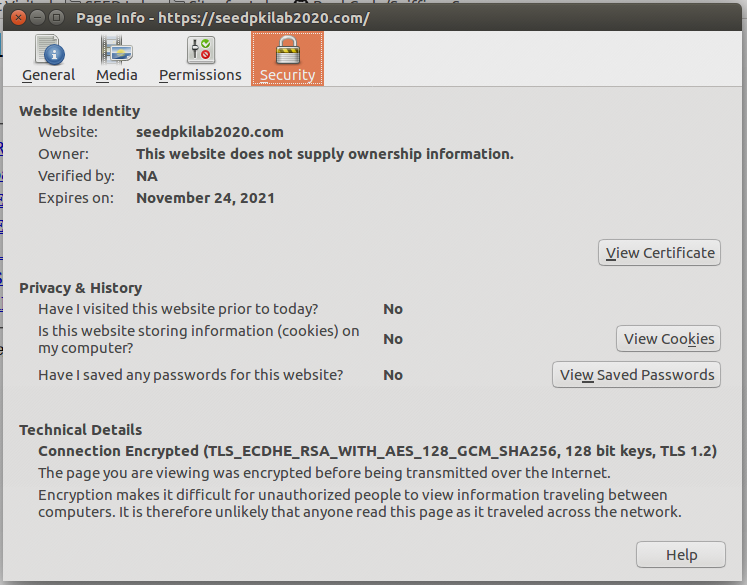 Page Info - https://seedpkilab2020.com/
General Media Permissions Security
Website Identity
Website: seedpkilab2020.com
Owner: This website does not supply ownership information.
Verified by: NA
Expires on: November 24, 2021
View Certificate
Privacy & History
Have I visited this website prior to today? No
Is this website storing information (cookies) on
my computer? No View Cookies
Have I saved any passwords for this website? No View Saved Passwords
Technical Details
Connection Encrypted (TLS_ECDHE_RSA_WITH_AES_128_GCM_SHA256, 128 bit keys, TLS 1.2)
The page you are viewing was encrypted before being transmitted over the Internet.
Encryption makes it difficult for unauthorized people to view information traveling between
computers. It is therefore unlikely that anyone read this page as it traveled across the network.
Help